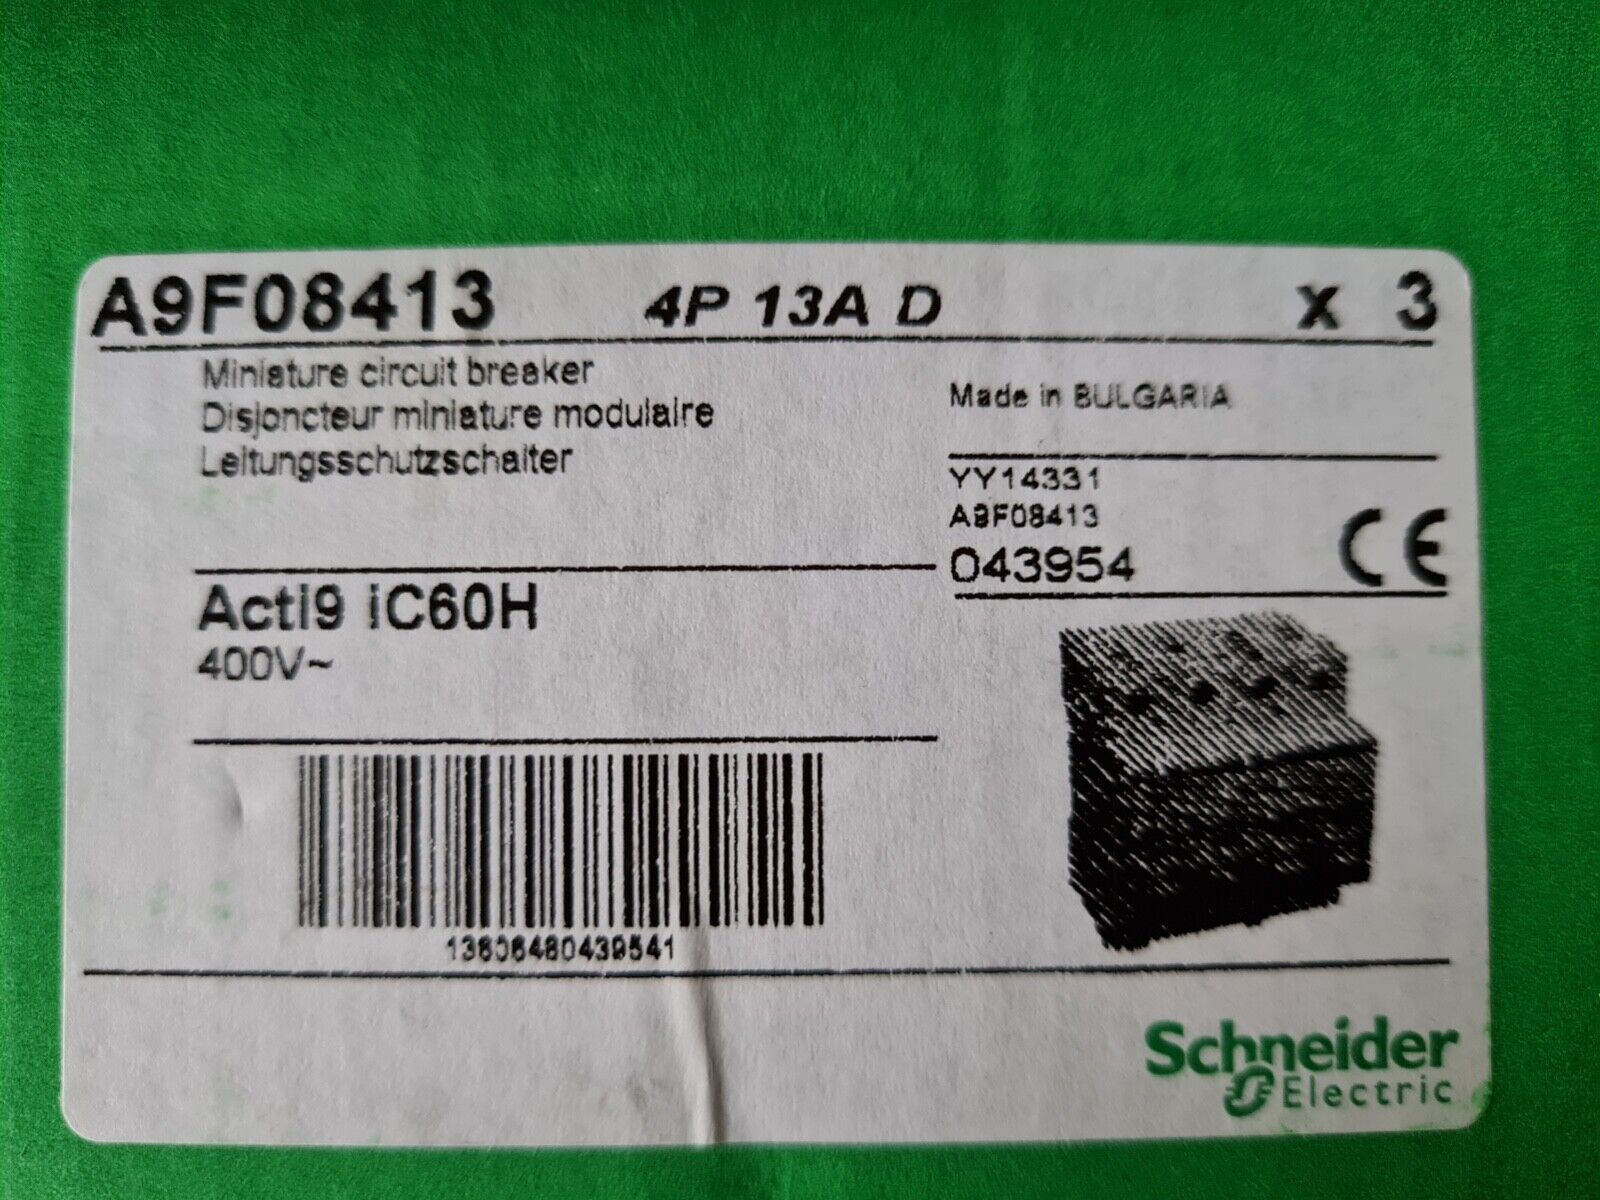 A9F08413 4P 13A D x 3
Miniature circuit breaker
Disjoncteur miniature modulaire
Leitungsschutzschalter
Made in BULGARIA
YY14331
A9F08413
043954
CE
Acti9 iC60H
400V~
13606480439541
Schneider
Electric